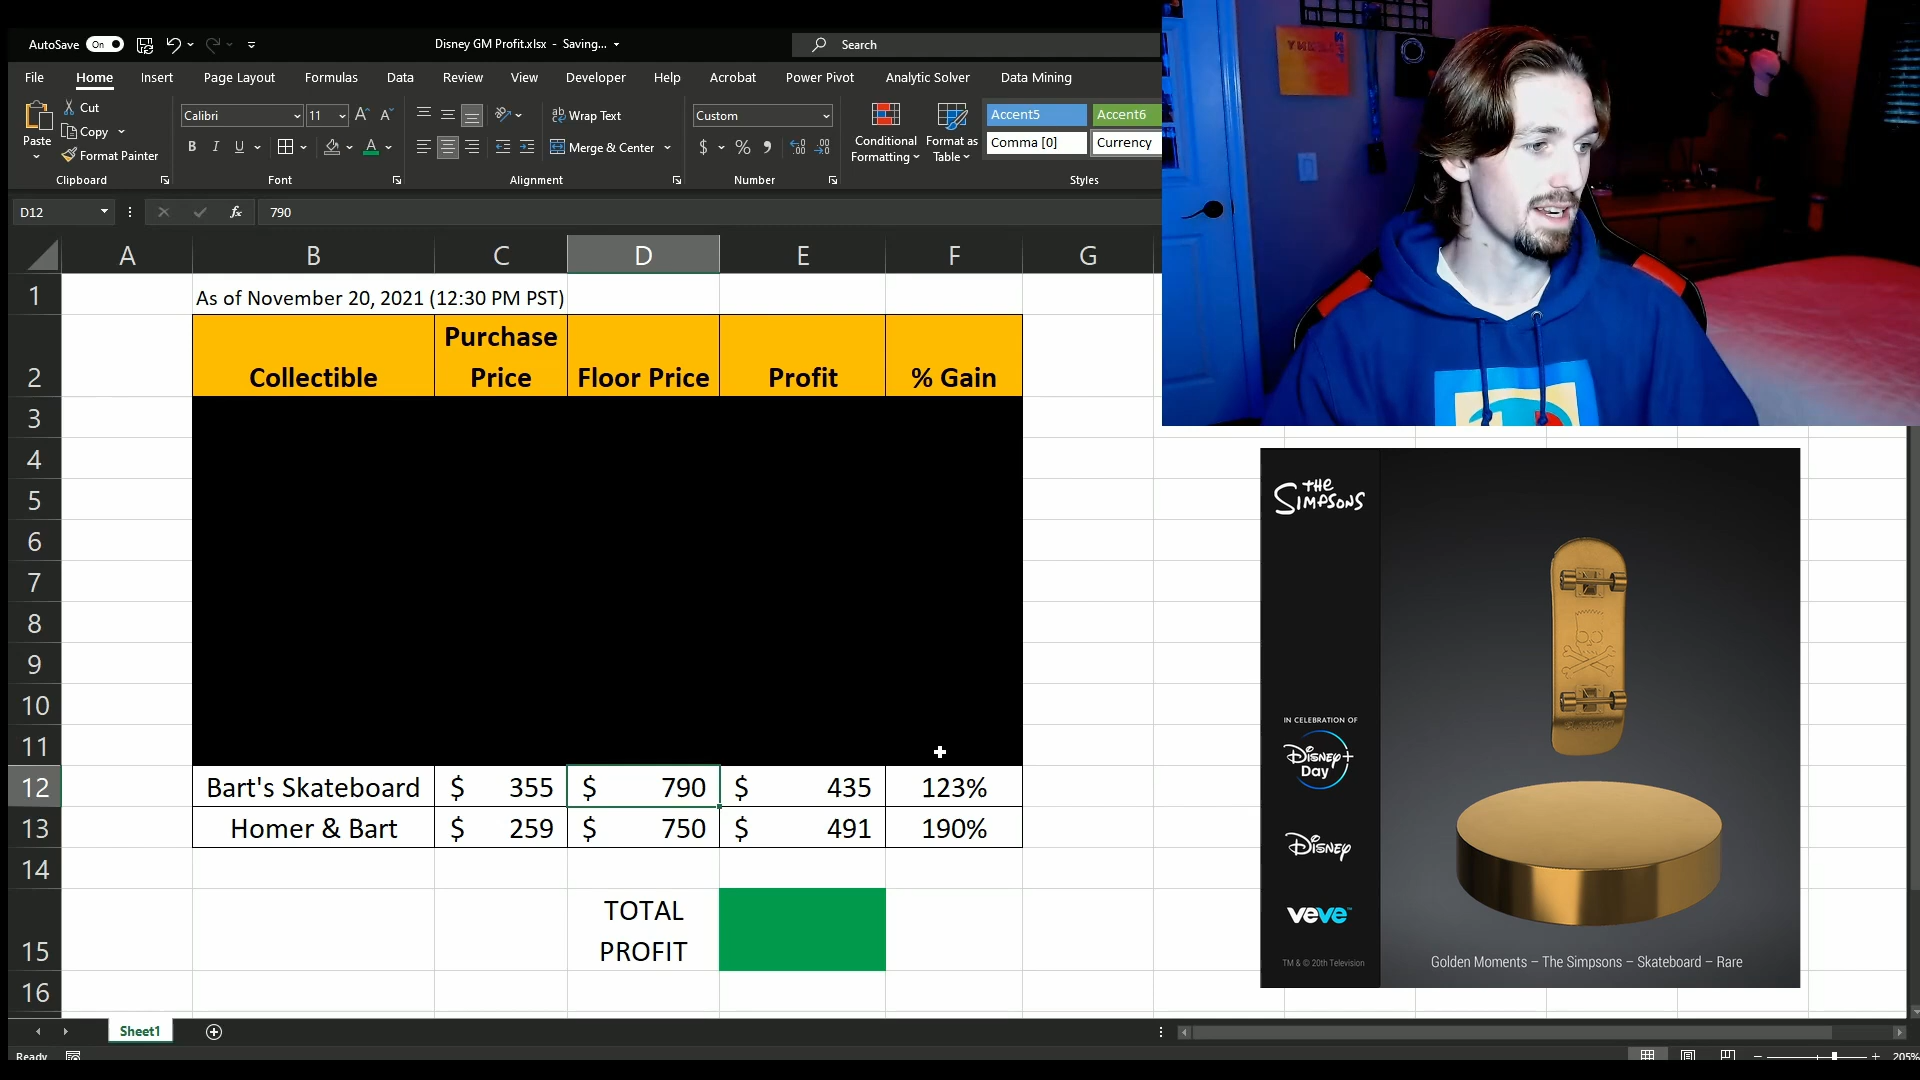 AutoSave On Disney GM Profit.xlsx - Saving... Search
File Home Insert Page Layout Formulas Data Review View Developer Help Acrobat Power Pivot Analytic Solver Data Mining
Paste Cut Copy Format Painter Clipboard
Calibri 11 B I U A Font
ab Wrap Text Merge & Center Alignment
Custom $ % Number
Conditional Formatting Format as Table Accent5 Accent6 Comma [0] Currency Styles
D12 fx 790
A B C D E F G
1 As of November 20, 2021 (12:30 PM PST)
2 Collectible Purchase Price Floor Price Profit % Gain
3
4
5
6
7
8
9
10
11
12 Bart's Skateboard $ 355 $ 790 $ 435 123%
13 Homer & Bart $ 259 $ 750 $ 491 190%
14
15 TOTAL PROFIT
16
Sheet1
Ready 205%
THE SIMPSONS
IN CELEBRATION OF
Disney+ Day
Disney
veve™
TM & © 20th Television
Golden Moments – The Simpsons – Skateboard – Rare